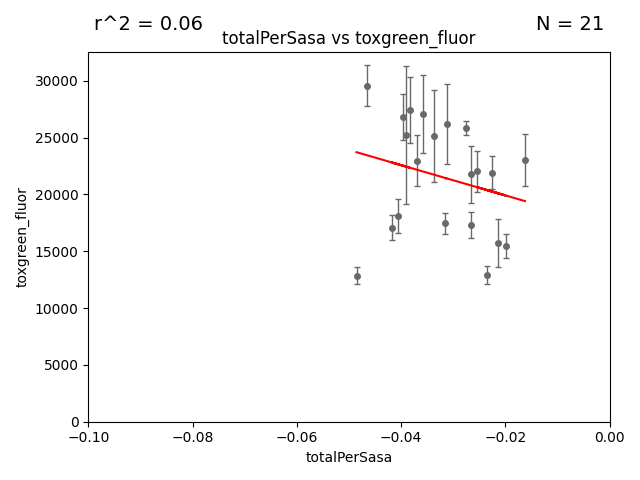 r^2 = 0.06
N = 21
totalPerSasa vs toxgreen_fluor
30000
25000
20000
15000
10000
5000
0
toxgreen_fluor
−0.10
−0.08
−0.06
−0.04
−0.02
0.00
totalPerSasa